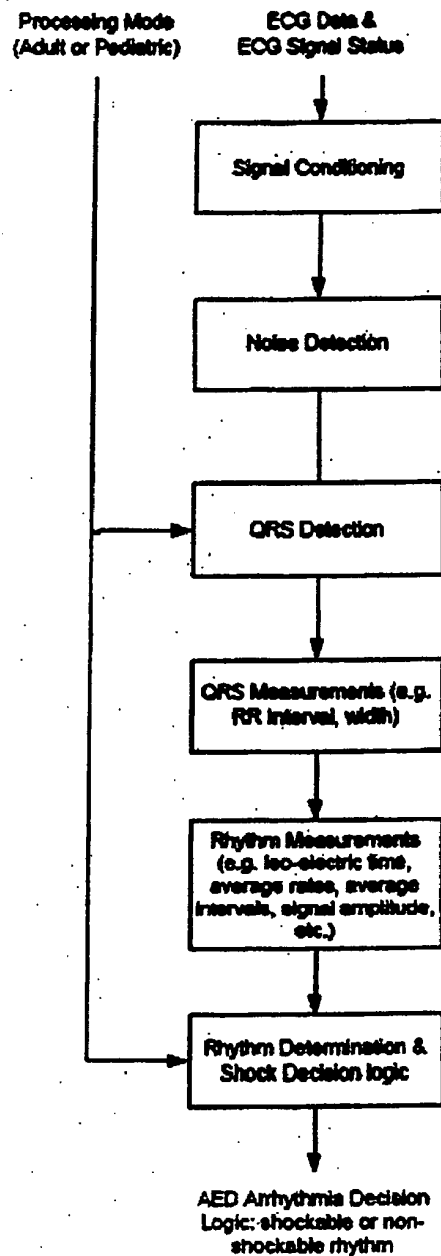 Processing Mode
(Adult or Pediatric)
ECG Data &
ECG Signal Status
Signal Conditioning
Noise Detection
QRS Detection
QRS Measurements (e.g.
RR Interval, width)
Rhythm Measurements
(e.g. iso-electric time,
average rates, average
intervals, signal amplitude,
etc.)
Rhythm Determination &
Shock Decision logic
AED Arrhythmia Decision
Logic: shockable or non-
shockable rhythm